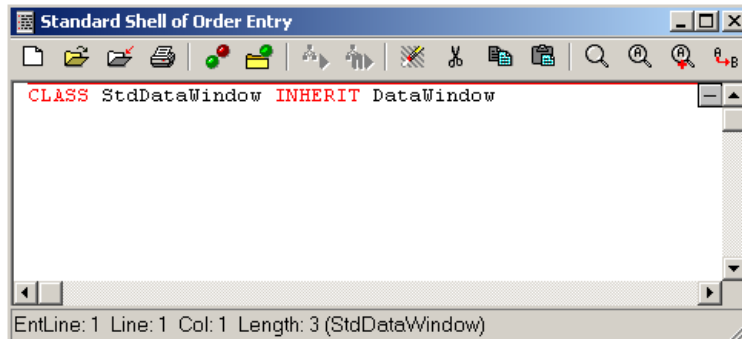 Standard Shell of Order Entry
CLASS StdDataWindow INHERIT DataWindow
EntLine: 1 Line: 1 Col: 1 Length: 3 (StdDataWindow)